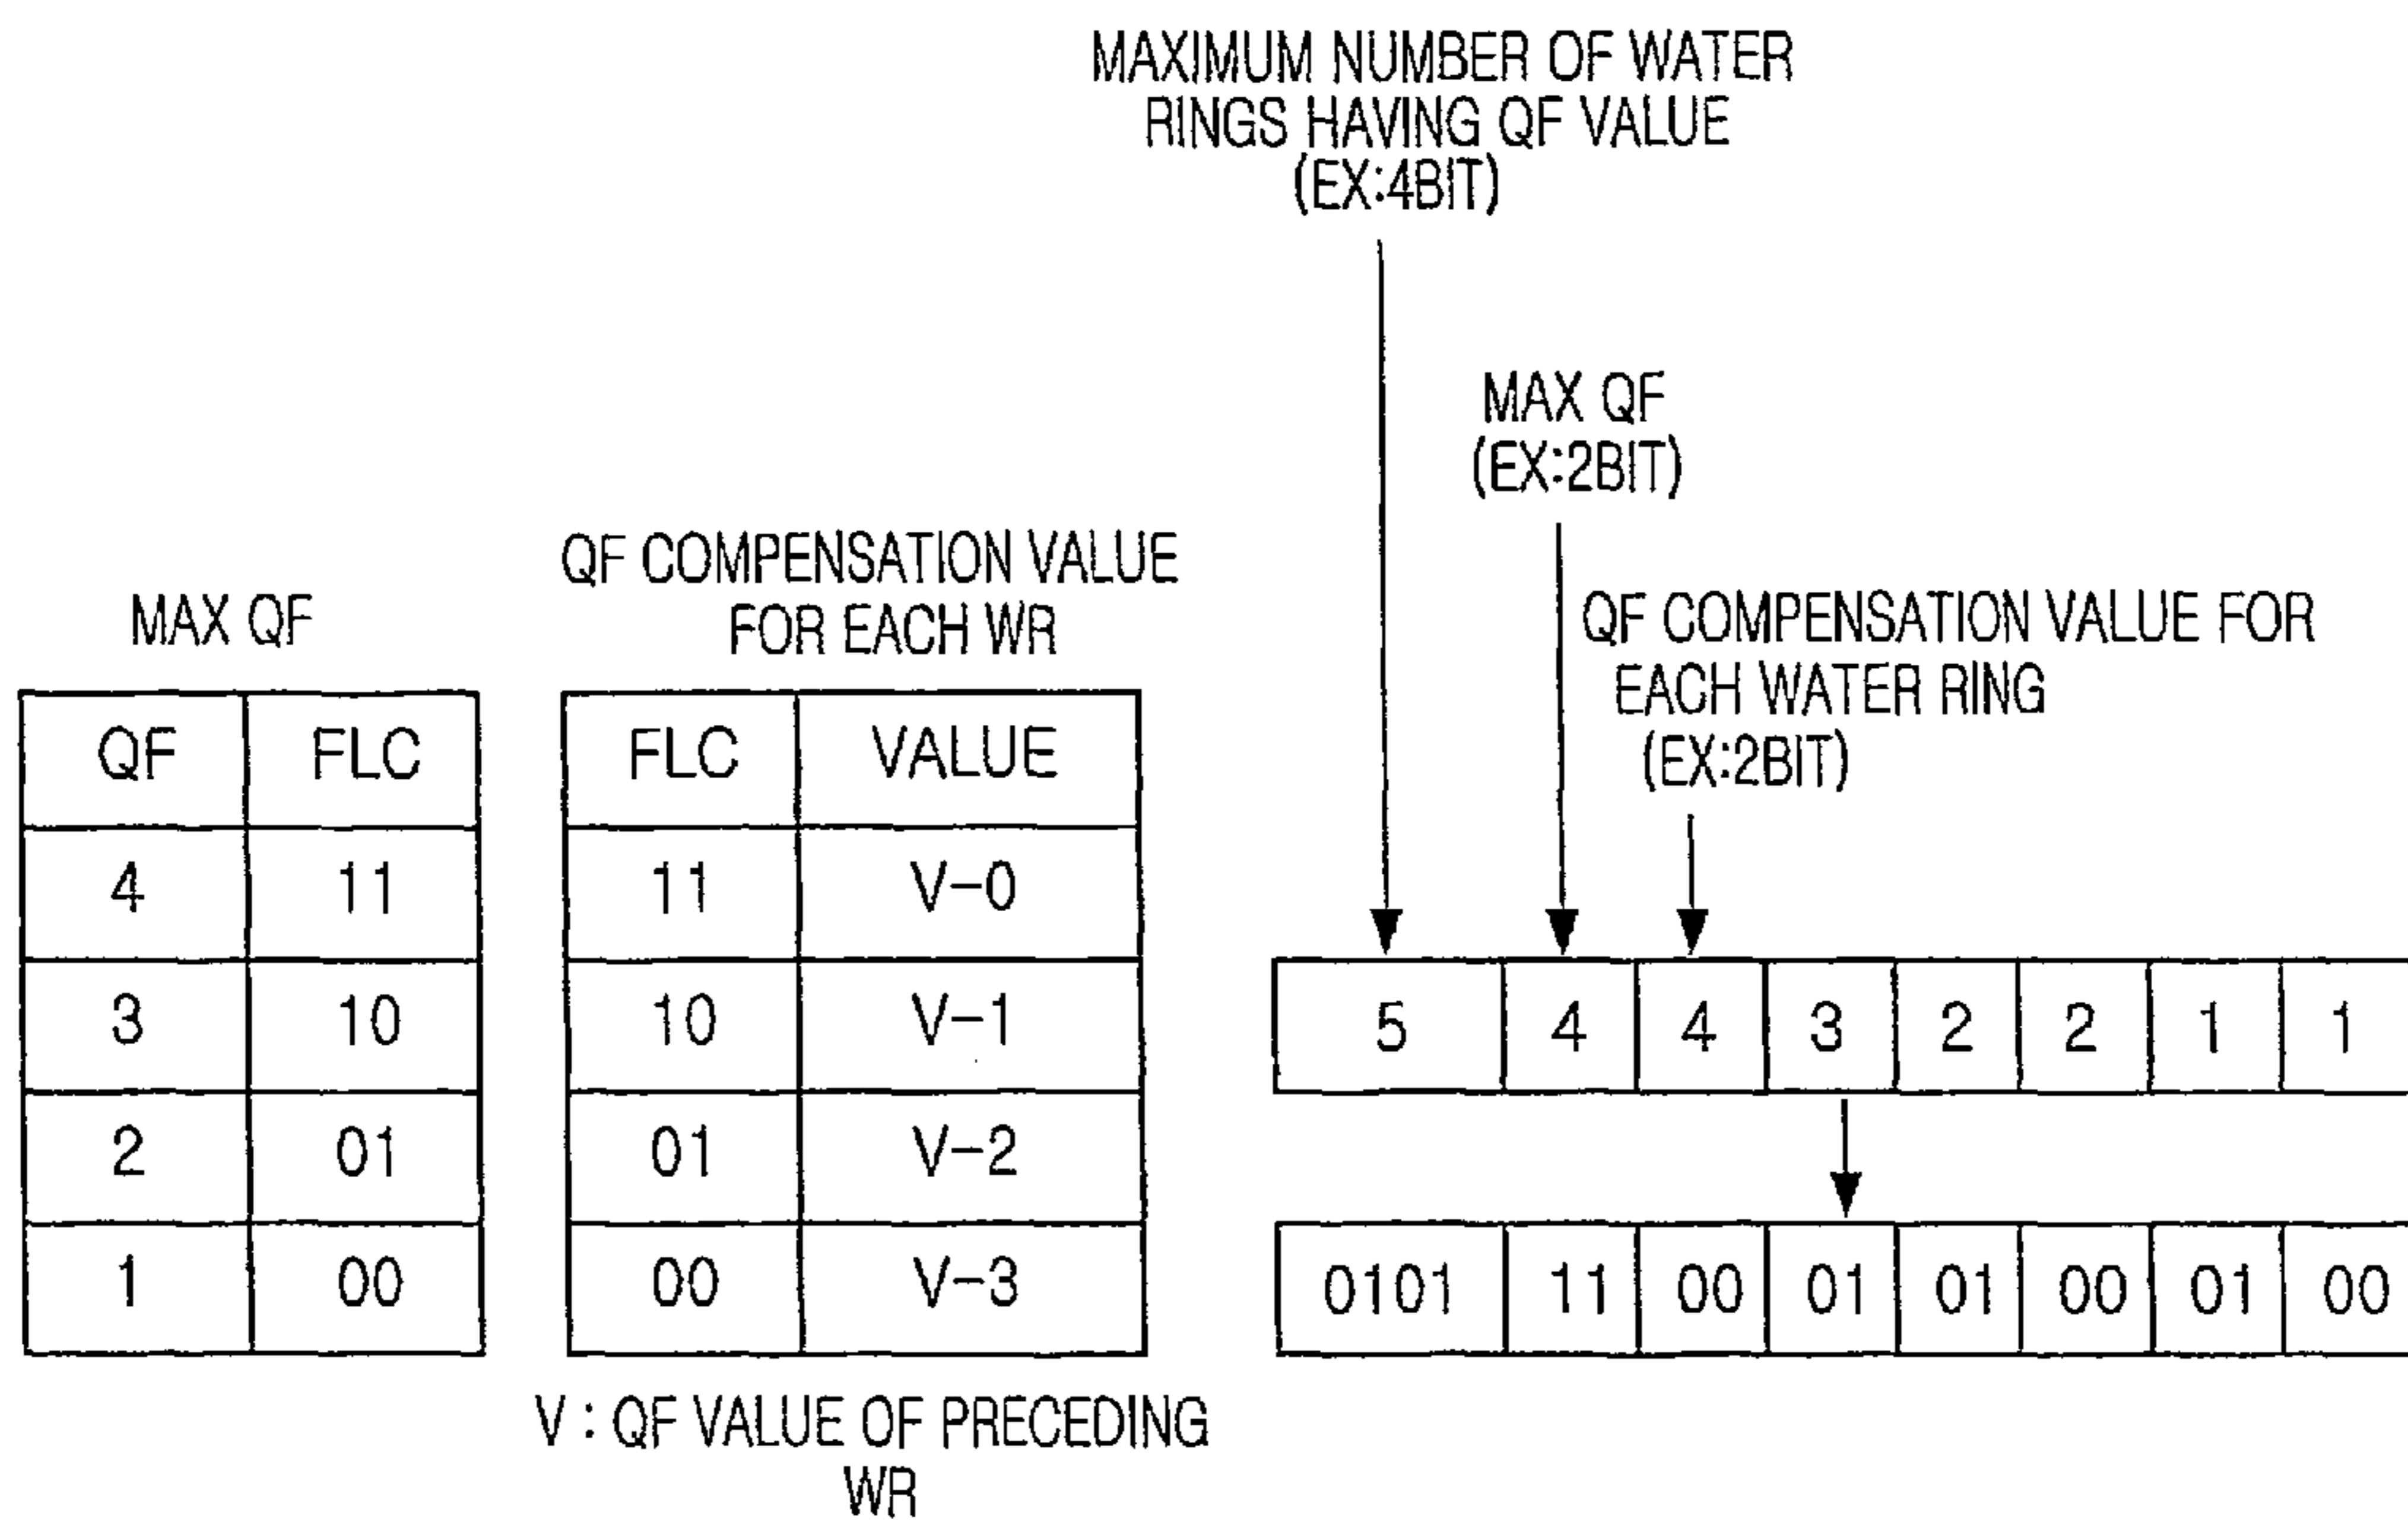 MAXIMUM NUMBER OF WATER
RINGS HAVING QF VALUE
(EX:4BIT)
MAX QF
(EX:2BIT)
QF COMPENSATION VALUE FOR
EACH WATER RING
(EX:2BIT)
MAX QF
QF FLC
4 11
3 10
2 01
1 00
QF COMPENSATION VALUE
FOR EACH WR
FLC VALUE
11 V-0
10 V-1
01 V-2
00 V-3
V : QF VALUE OF PRECEDING
WR
5 4 4 3 2 2 1 1
0101 11 00 01 01 00 01 00